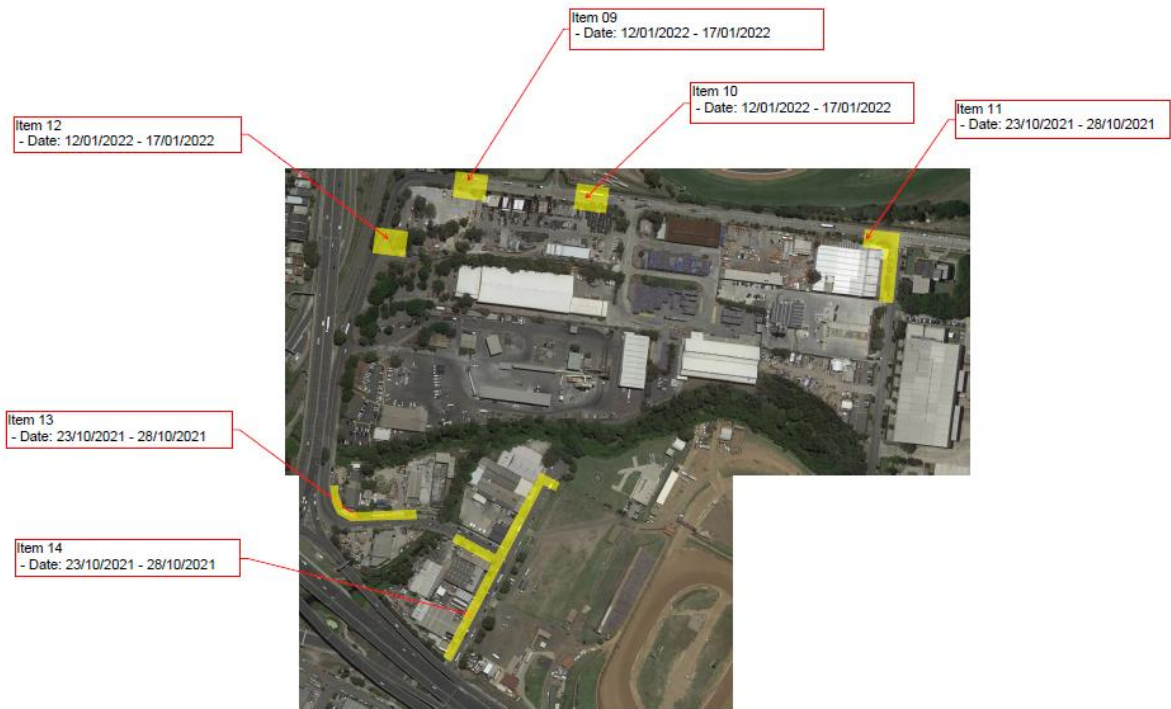 Item 09
- Date: 12/01/2022 - 17/01/2022
Item 10
- Date: 12/01/2022 - 17/01/2022
Item 11
- Date: 23/10/2021 - 28/10/2021
Item 12
- Date: 12/01/2022 - 17/01/2022
Item 13
- Date: 23/10/2021 - 28/10/2021
Item 14
- Date: 23/10/2021 - 28/10/2021